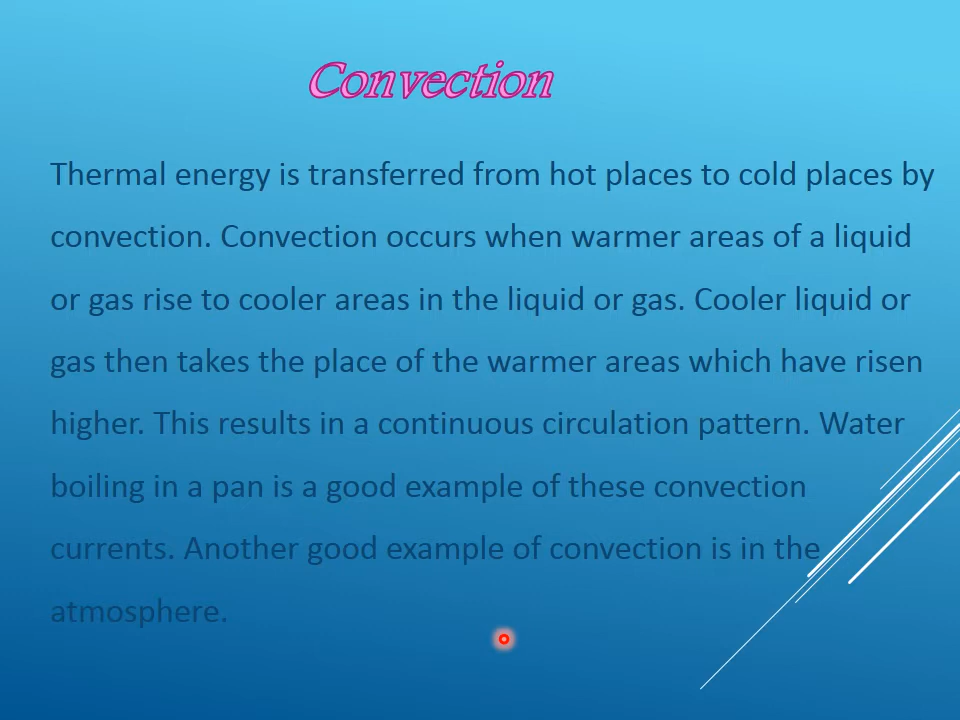 Convection
Thermal energy is transferred from hot places to cold places by
convection. Convection occurs when warmer areas of a liquid
or gas rise to cooler areas in the liquid or gas. Cooler liquid or
gas then takes the place of the warmer areas which have risen
higher. This results in a continuous circulation pattern. Water
boiling in a pan is a good example of these convection
currents. Another good example of convection is in the
atmosphere.